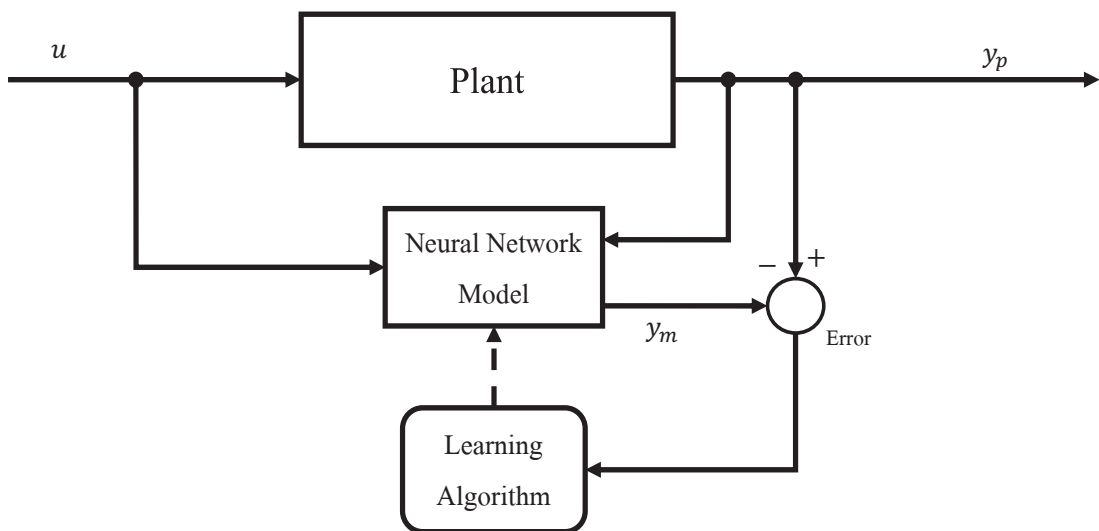 u
Plant
y_p
Neural Network
Model
− +
y_m
Error
Learning
Algorithm